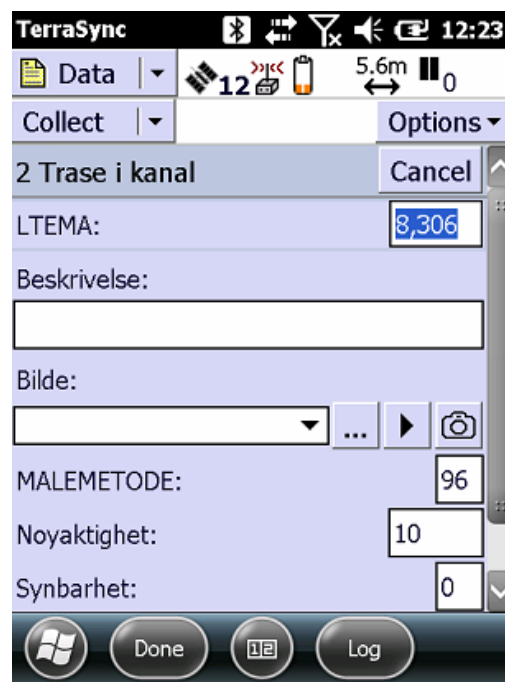 TerraSync 12:23
Data 12 5.6m 0
Collect Options
2 Trase i kanal Cancel
LTEMA: 8,306
Beskrivelse:
Bilde:
...
MALEMETODE: 96
Noyaktighet: 10
Synbarhet: 0
Done 12 Log